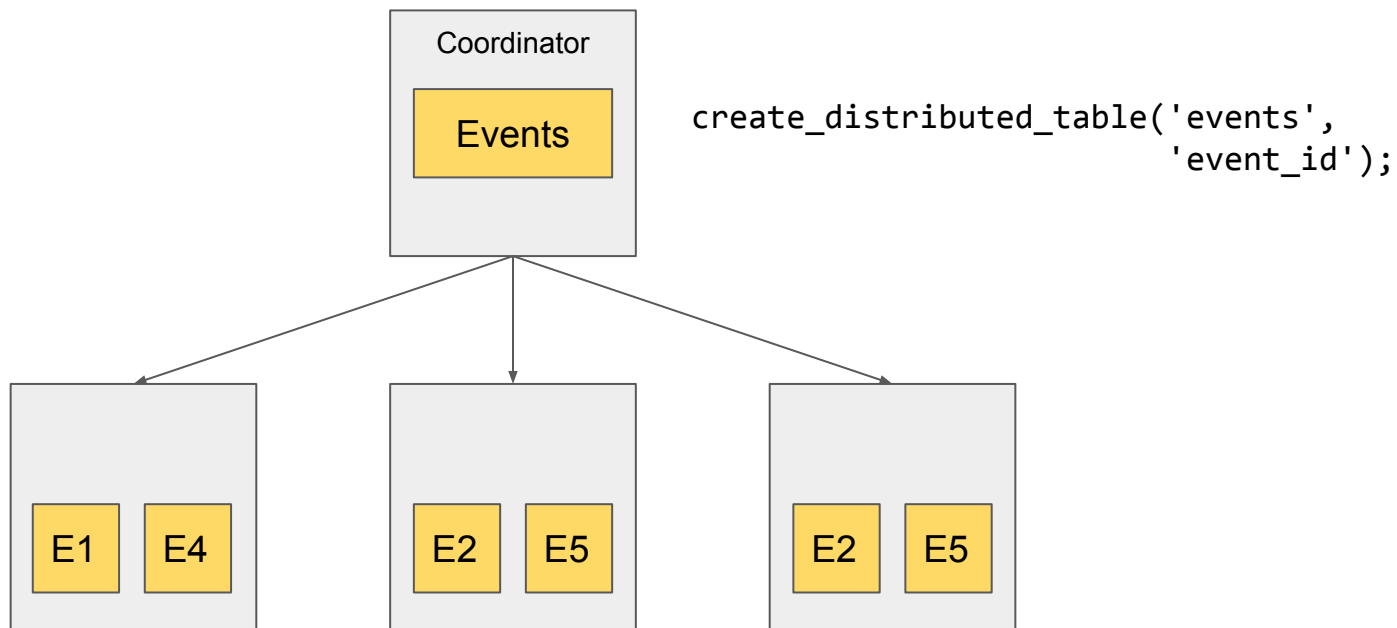 Coordinator
Events
create_distributed_table('events',
'event_id');
E1 E4 E2 E5 E2 E5